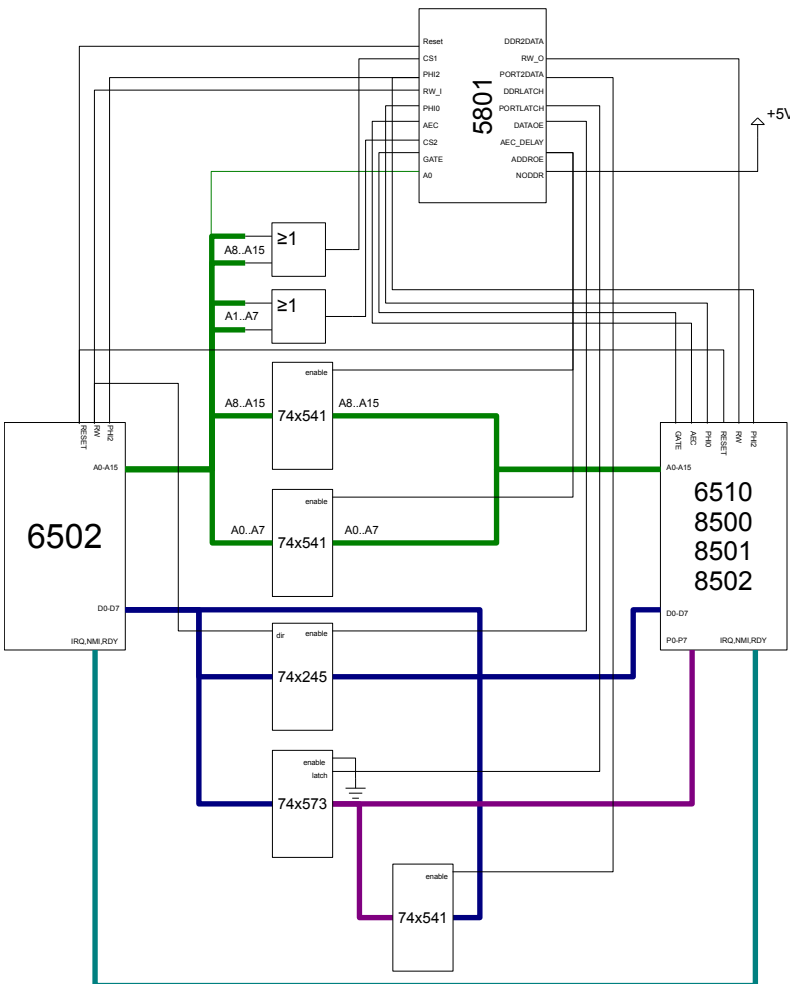 Reset
CS1
PHI2
RW_I
PHI0
AEC
CS2
GATE
A0
5801
DDR2DATA
RW_O
PORT2DATA
DDRLATCH
PORTLATCH
DATAOE
AEC_DELAY
ADDROE
NODDR
+5V
≥1
A8..A15
≥1
A1..A7
enable
A8..A15
74x541
A8..A15
enable
A0..A7
74x541
A0..A7
RESET
RW
PHI2
A0-A15
6502
D0-D7
IRQ,NMI,RDY
GATE
AEC
PHI0
RESET
RW
PHI2
A0-A15
6510
8500
8501
8502
D0-D7
P0-P7
IRQ,NMI,RDY
dir
enable
74x245
enable
latch
74x573
enable
74x541